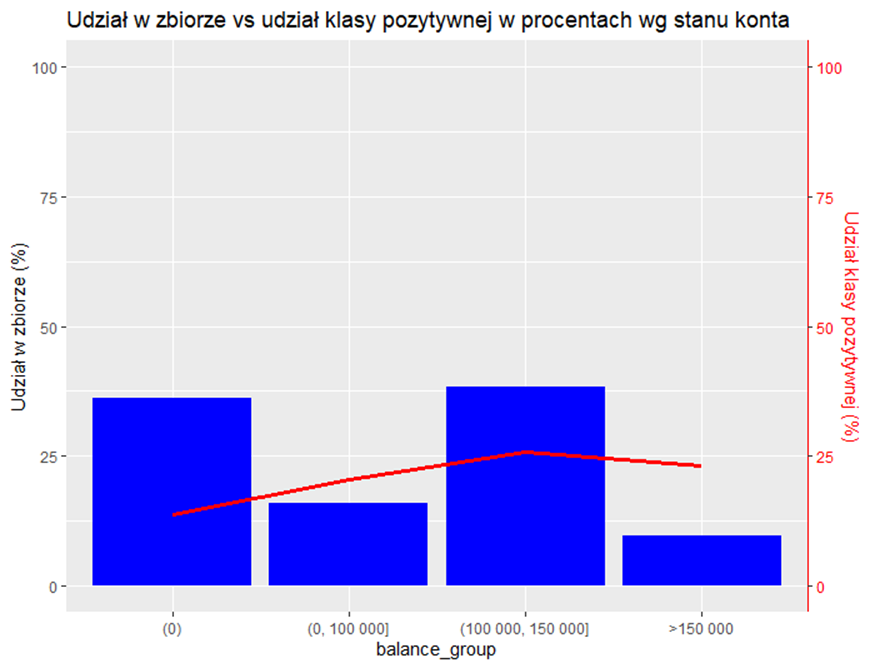 Udział w zbiorze vs udział klasy pozytywnej w procentach wg stanu konta
100
75
50
25
0
Udział w zbiorze (%)
100
75
50
25
0
Udział klasy pozytywnej (%)
(0)
(0, 100 000]
(100 000, 150 000]
>150 000
balance_group